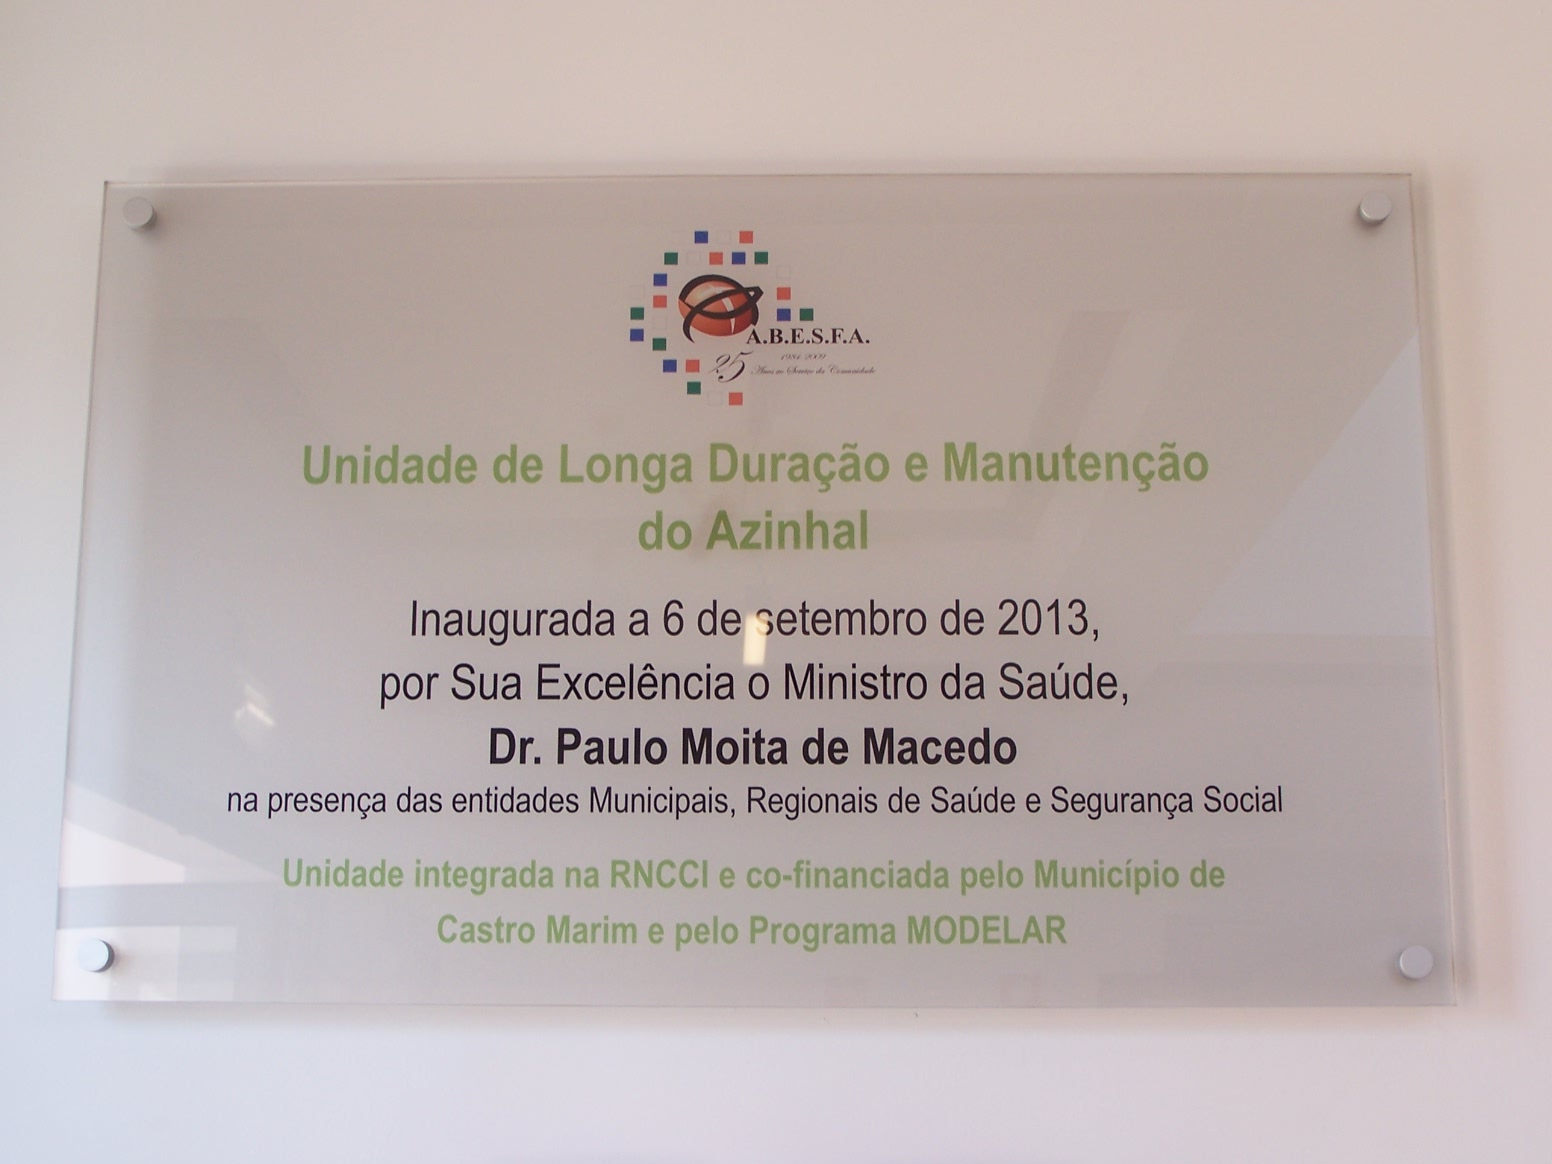 A.B.E.S.F.A.
1984-2009
25 Anos ao Serviço da Comunidade
Unidade de Longa Duração e Manutenção
do Azinhal
Inaugurada a 6 de setembro de 2013,
por Sua Excelência o Ministro da Saúde,
Dr. Paulo Moita de Macedo
na presença das entidades Municipais, Regionais de Saúde e Segurança Social
Unidade integrada na RNCCI e co-financiada pelo Município de
Castro Marim e pelo Programa MODELAR